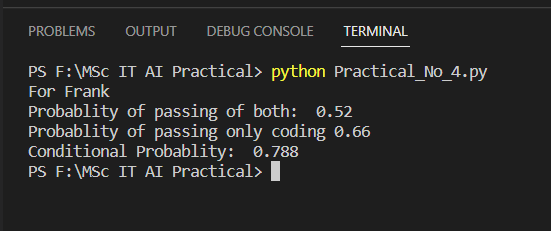 PROBLEMS OUTPUT DEBUG CONSOLE TERMINAL
PS F:\MSc IT AI Practical> python Practical_No_4.py
For Frank
Probablity of passing of both:  0.52
Probablity of passing only coding 0.66
Conditional Probablity:  0.788
PS F:\MSc IT AI Practical>